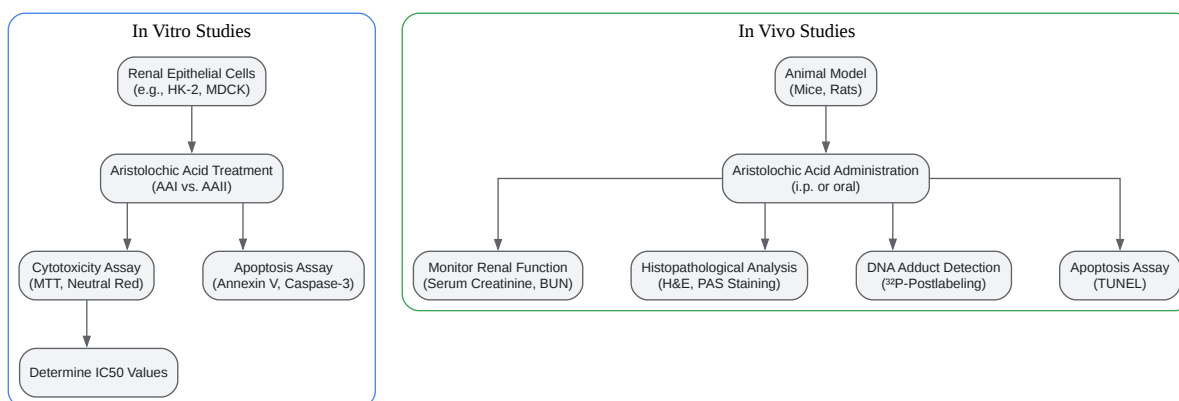 In Vitro Studies
Renal Epithelial Cells
(e.g., HK-2, MDCK)
Aristolochic Acid Treatment
(AAI vs. AAII)
Cytotoxicity Assay
(MTT, Neutral Red)
Apoptosis Assay
(Annexin V, Caspase-3)
Determine IC50 Values
In Vivo Studies
Animal Model
(Mice, Rats)
Aristolochic Acid Administration
(i.p. or oral)
Monitor Renal Function
(Serum Creatinine, BUN)
Histopathological Analysis
(H&E, PAS Staining)
DNA Adduct Detection
(³²P-Postlabeling)
Apoptosis Assay
(TUNEL)